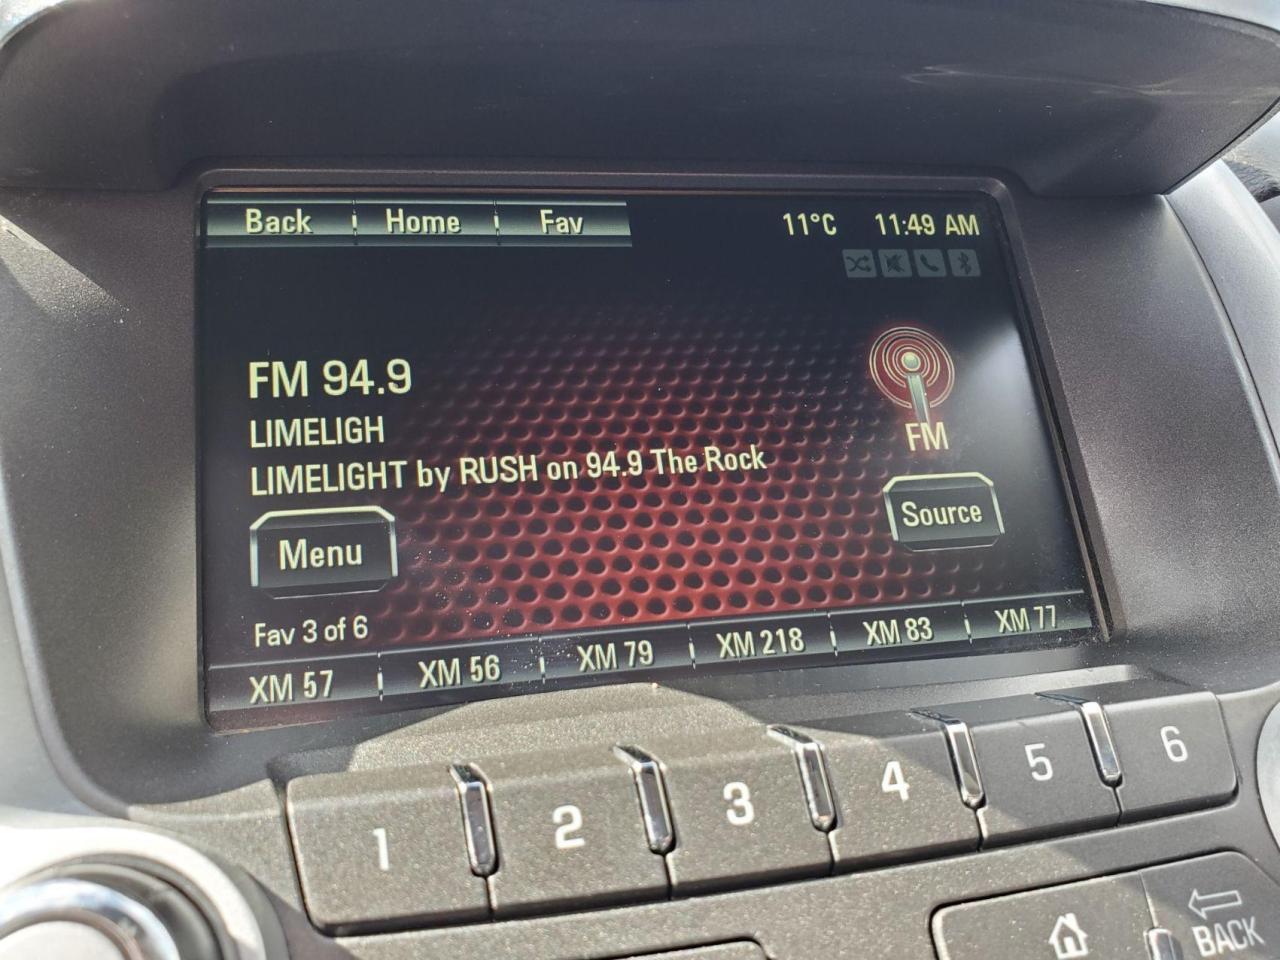 Back Home Fav 11°C 11:49 AM
FM 94.9
LIMELIGH
LIMELIGHT by RUSH on 94.9 The Rock
FM
Menu
Source
Fav 3 of 6
XM 57 XM 56 XM 79 XM 218 XM 83 XM 77
1 2 3 4 5 6
BACK